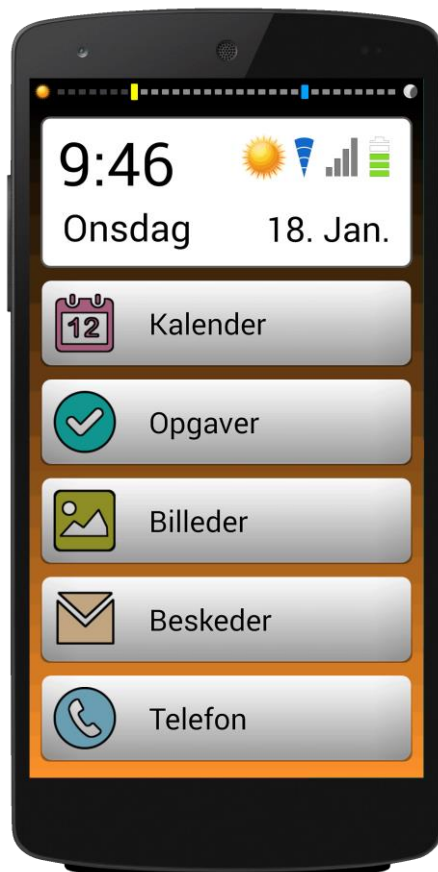 9:46
Onsdag 18. Jan.
12 Kalender
Opgaver
Billeder
Beskeder
Telefon